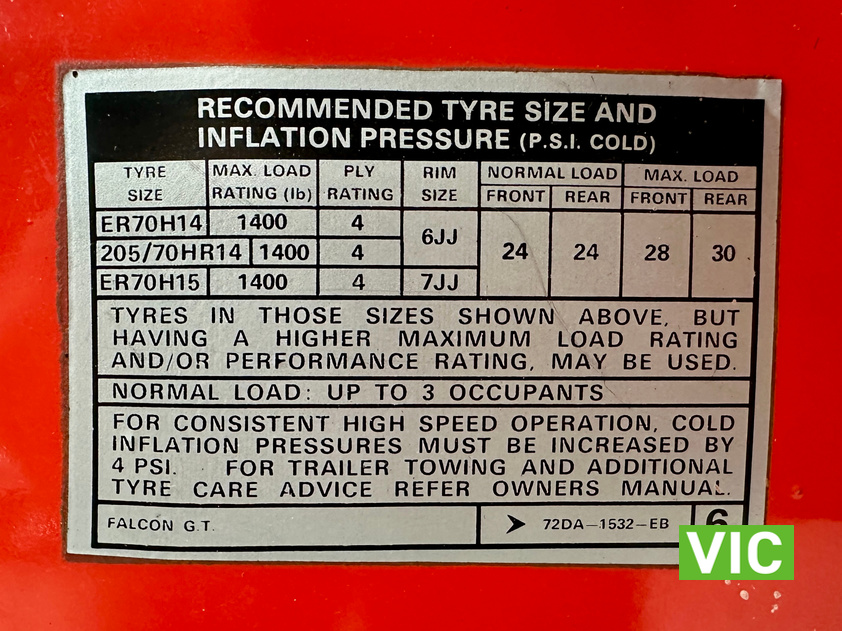 RECOMMENDED TYRE SIZE AND
INFLATION PRESSURE (P.S.I. COLD)
TYRE SIZE MAX. LOAD RATING (lb) PLY RATING RIM SIZE NORMAL LOAD MAX. LOAD
FRONT REAR FRONT REAR
ER70H14 1400 4 6JJ 24 24 28 30
205/70HR14 1400 4
ER70H15 1400 4 7JJ
TYRES IN THOSE SIZES SHOWN ABOVE, BUT
HAVING A HIGHER MAXIMUM LOAD RATING
AND/OR PERFORMANCE RATING, MAY BE USED.
NORMAL LOAD: UP TO 3 OCCUPANTS
FOR CONSISTENT HIGH SPEED OPERATION, COLD
INFLATION PRESSURES MUST BE INCREASED BY
4 PSI. FOR TRAILER TOWING AND ADDITIONAL
TYRE CARE ADVICE REFER OWNERS MANUAL.
FALCON G.T. 72DA-1532-EB 6
VIC